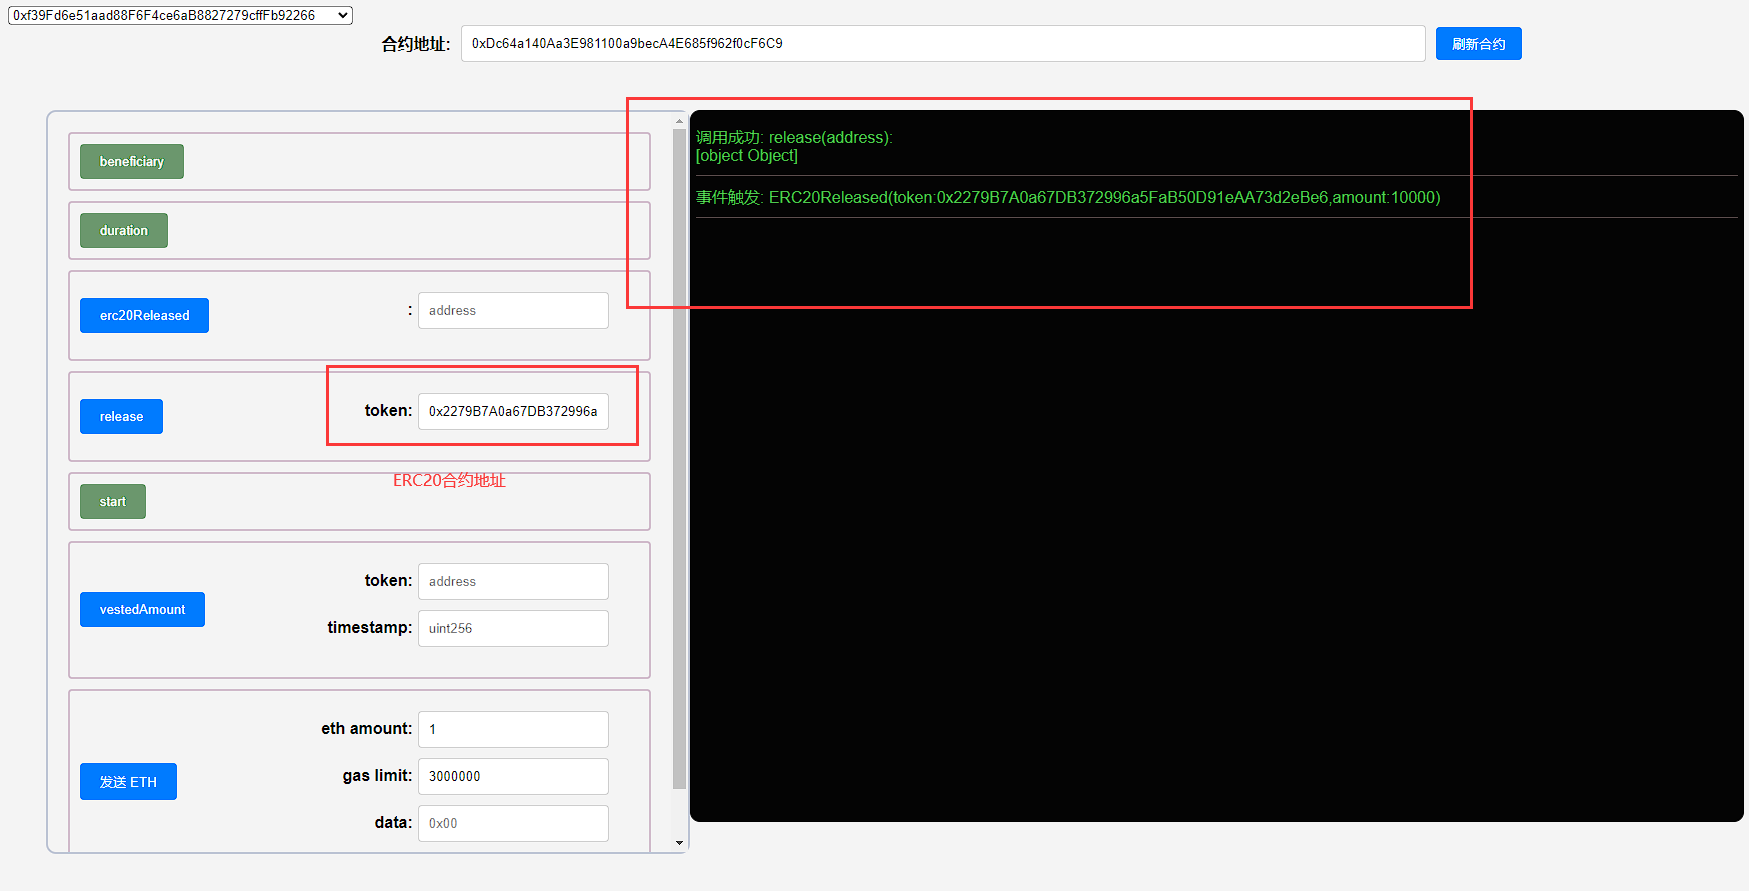 0xf39Fd6e51aad88F6F4ce6aB8827279cffFb92266
合约地址: 0xDc64a140Aa3E981100a9becA4E685f962f0cF6C9 刷新合约
beneficiary
duration
erc20Released : address
release token: 0x2279B7A0a67DB372996a
ERC20合约地址
start
vestedAmount
token: address
timestamp: uint256
发送 ETH
eth amount: 1
gas limit: 3000000
data: 0x00
调用成功: release(address):
[object Object]
事件触发: ERC20Released(token:0x2279B7A0a67DB372996a5FaB50D91eAA73d2eBe6,amount:10000)